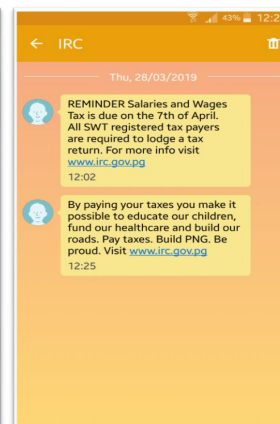 43% 12:2
IRC
Thu, 28/03/2019
REMINDER Salaries and Wages
Tax is due on the 7th of April.
All SWT registered tax payers
are required to lodge a tax
return. For more info visit
www.irc.gov.pg
12:02
By paying your taxes you make it
possible to educate our children,
fund our healthcare and build our
roads. Pay taxes. Build PNG. Be
proud. Visit www.irc.gov.pg
12:25